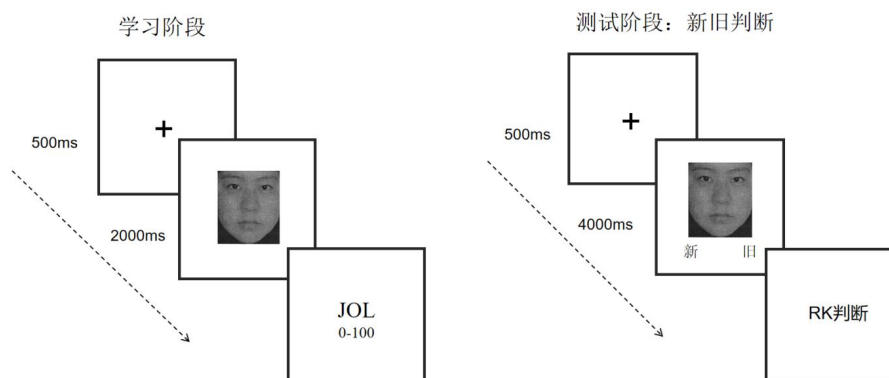 学习阶段
500ms
+
2000ms
JOL
0-100
测试阶段：新旧判断
500ms
+
4000ms
新 旧
RK判断